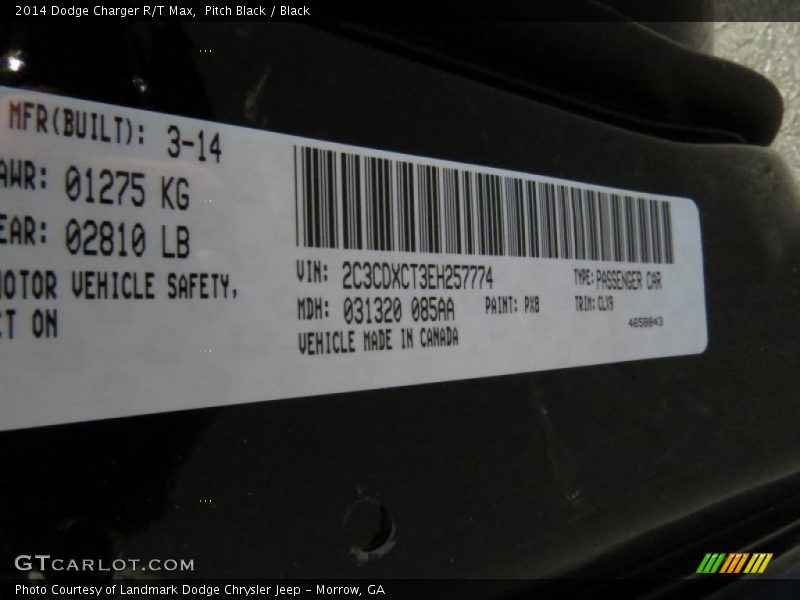 2014 Dodge Charger R/T Max,  Pitch Black / Black
MFR(BUILT): 3-14
AWR: 01275 KG
EAR: 02810 LB
MOTOR VEHICLE SAFETY,
CT ON
VIN: 2C3CDXCT3EH257774
TYPE: PASSENGER CAR
MDH: 031320 085AA
PAINT: PX8
TRIM: CLX9
VEHICLE MADE IN CANADA
4658843
GTcarlot.com
Photo Courtesy of Landmark Dodge Chrysler Jeep - Morrow, GA